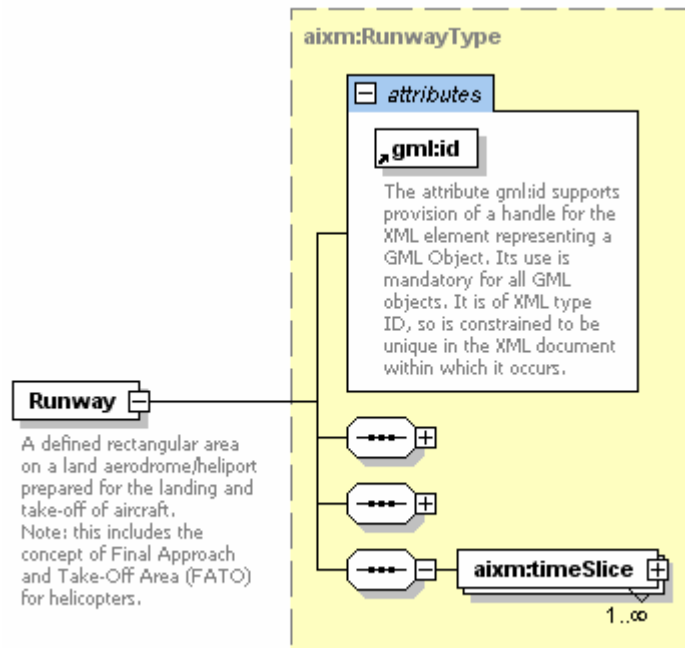 aixm:RunwayType
attributes
gml:id
The attribute gml:id supports
provision of a handle for the
XML element representing a
GML Object. Its use is
mandatory for all GML
objects. It is of XML type
ID, so is constrained to be
unique in the XML document
within which it occurs.
Runway
A defined rectangular area
on a land aerodrome/heliport
prepared for the landing and
take-off of aircraft.
Note: this includes the
concept of Final Approach
and Take-Off Area (FATO)
for helicopters.
aixm:timeSlice
1..∞